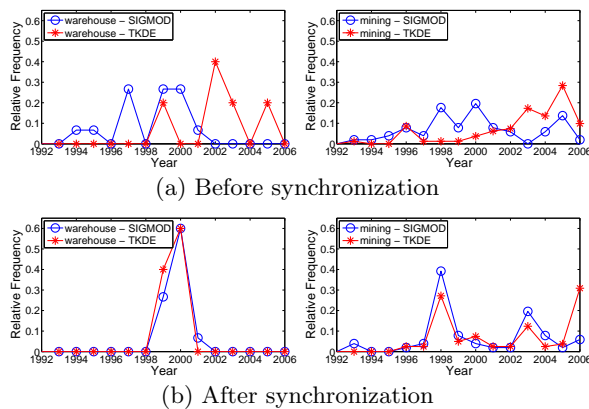 warehouse – SIGMOD
warehouse – TKDE
Relative Frequency
0.6
0.5
0.4
0.3
0.2
0.1
0
1992 1994 1996 1998 2000 2002 2004 2006
Year
mining – SIGMOD
mining – TKDE
Relative Frequency
0.6
0.5
0.4
0.3
0.2
0.1
0
1992 1994 1996 1998 2000 2002 2004 2006
Year
(a) Before synchronization
warehouse – SIGMOD
warehouse – TKDE
Relative Frequency
0.6
0.5
0.4
0.3
0.2
0.1
0
1992 1994 1996 1998 2000 2002 2004 2006
Year
mining – SIGMOD
mining – TKDE
Relative Frequency
0.6
0.5
0.4
0.3
0.2
0.1
0
1992 1994 1996 1998 2000 2002 2004 2006
Year
(b) After synchronization